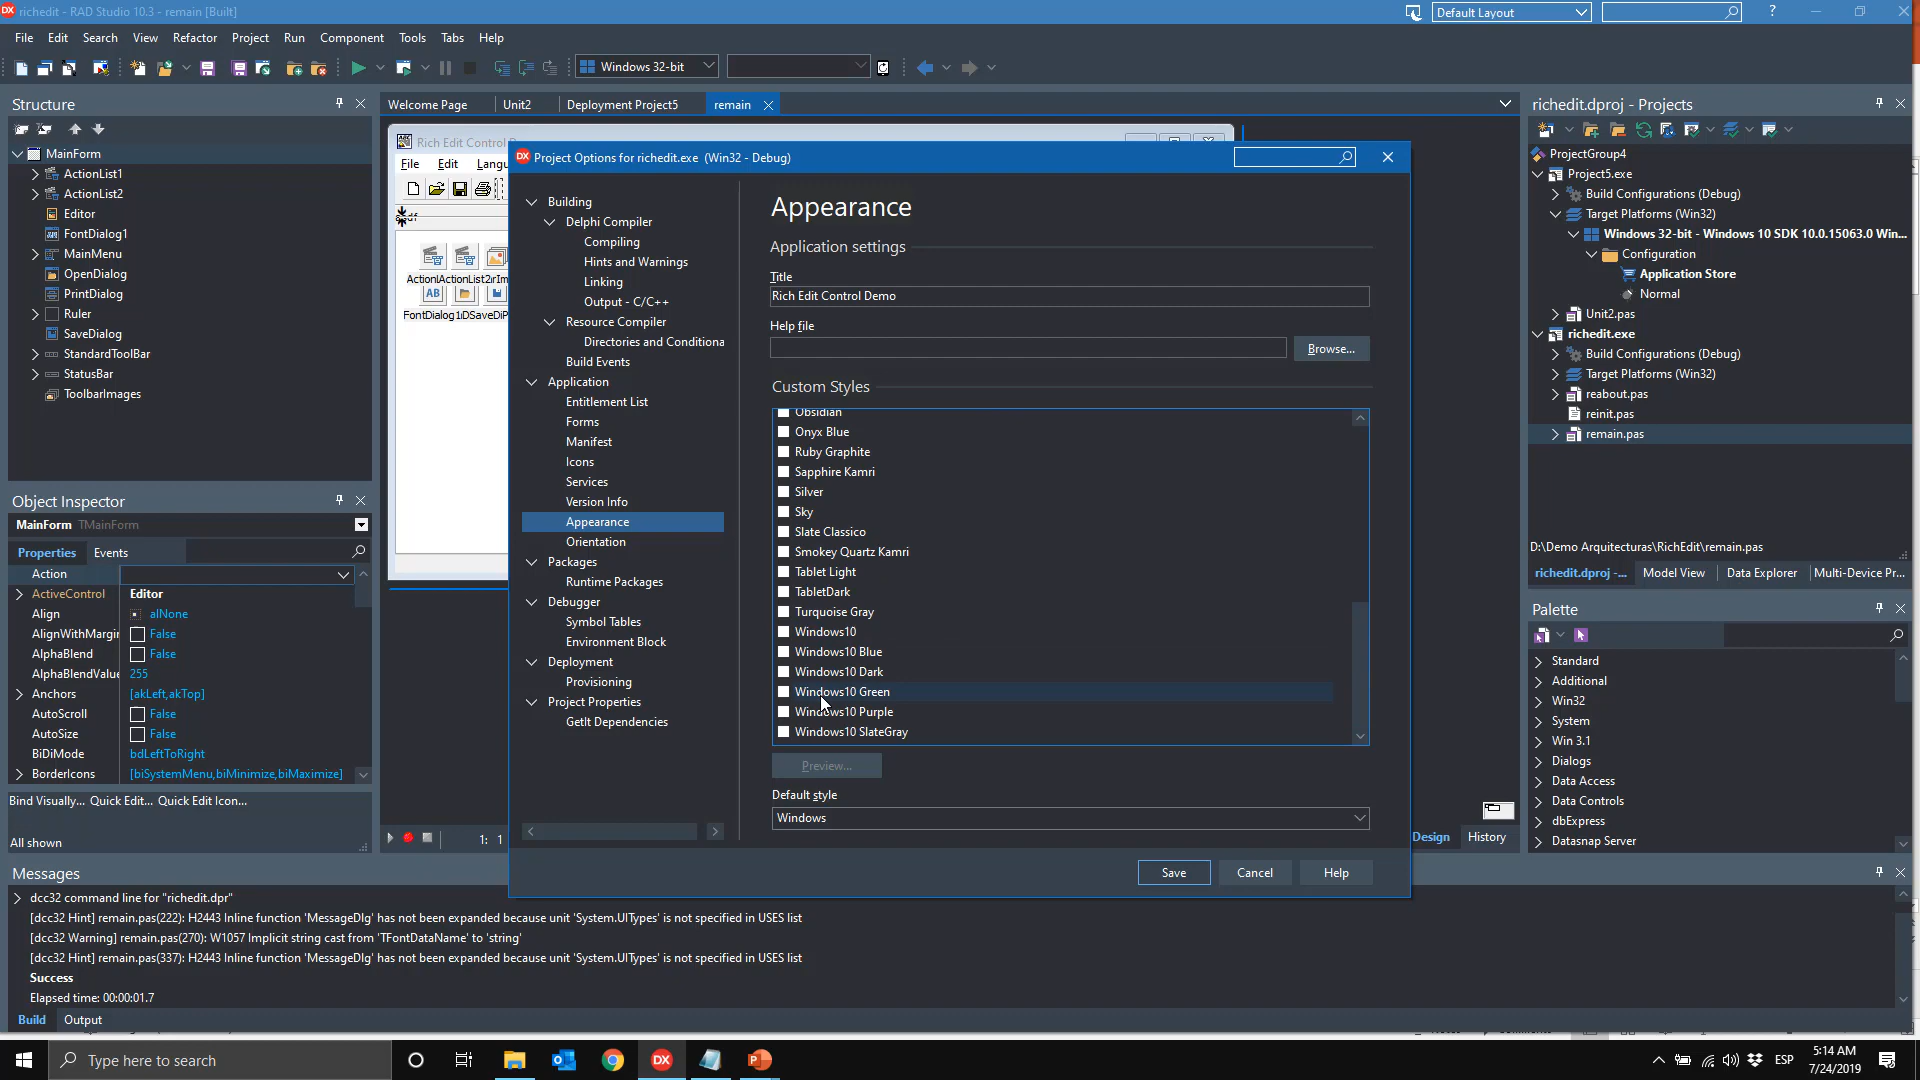 richedit - RAD Studio 10.3 - remain [Built]
Default Layout
File Edit Search View Refactor Project Run Component Tools Tabs Help
Windows 32-bit
Structure
MainForm
ActionList1
ActionList2
Editor
FontDialog1
MainMenu
OpenDialog
PrintDialog
Ruler
SaveDialog
StandardToolBar
StatusBar
ToolbarImages
Object Inspector
MainForm TMainForm
Properties Events
Action
ActiveControl Editor
Align alNone
AlignWithMargin False
AlphaBlend False
AlphaBlendValue 255
Anchors [akLeft,akTop]
AutoScroll False
AutoSize False
BiDiMode bdLeftToRight
BorderIcons [biSystemMenu,biMinimize,biMaximize]
Bind Visually... Quick Edit... Quick Edit Icon...
All shown
Welcome Page Unit2 Deployment Project5 remain
Rich Edit Control D
File Edit Langu
1: 1
Design History
Project Options for richedit.exe (Win32 - Debug)
Building
Delphi Compiler
Compiling
Hints and Warnings
Linking
Output - C/C++
Resource Compiler
Directories and Conditiona
Build Events
Application
Entitlement List
Forms
Manifest
Icons
Services
Version Info
Appearance
Orientation
Packages
Runtime Packages
Debugger
Symbol Tables
Environment Block
Deployment
Provisioning
Project Properties
GetIt Dependencies
Appearance
Application settings
Title
Rich Edit Control Demo
Help file
Browse...
Custom Styles
Obsidian
Onyx Blue
Ruby Graphite
Sapphire Kamri
Silver
Sky
Slate Classico
Smokey Quartz Kamri
Tablet Light
TabletDark
Turquoise Gray
Windows10
Windows10 Blue
Windows10 Dark
Windows10 Green
Windows10 Purple
Windows10 SlateGray
Preview...
Default style
Windows
Save Cancel Help
richedit.dproj - Projects
ProjectGroup4
Project5.exe
Build Configurations (Debug)
Target Platforms (Win32)
Windows 32-bit - Windows 10 SDK 10.0.15063.0 Win...
Configuration
Application Store
Normal
Unit2.pas
richedit.exe
Build Configurations (Debug)
Target Platforms (Win32)
reabout.pas
reinit.pas
remain.pas
D:\Demo Arquitecturas\RichEdit\remain.pas
richedit.dproj -... Model View Data Explorer Multi-Device Pr...
Palette
Standard
Additional
Win32
System
Win 3.1
Dialogs
Data Access
Data Controls
dbExpress
Datasnap Server
Messages
dcc32 command line for "richedit.dpr"
[dcc32 Hint] remain.pas(222): H2443 Inline function 'MessageDlg' has not been expanded because unit 'System.UITypes' is not specified in USES list
[dcc32 Warning] remain.pas(270): W1057 Implicit string cast from 'TFontDataName' to 'string'
[dcc32 Hint] remain.pas(337): H2443 Inline function 'MessageDlg' has not been expanded because unit 'System.UITypes' is not specified in USES list
Success
Elapsed time: 00:00:01.7
Build Output
Type here to search
ESP
5:14 AM
7/24/2019